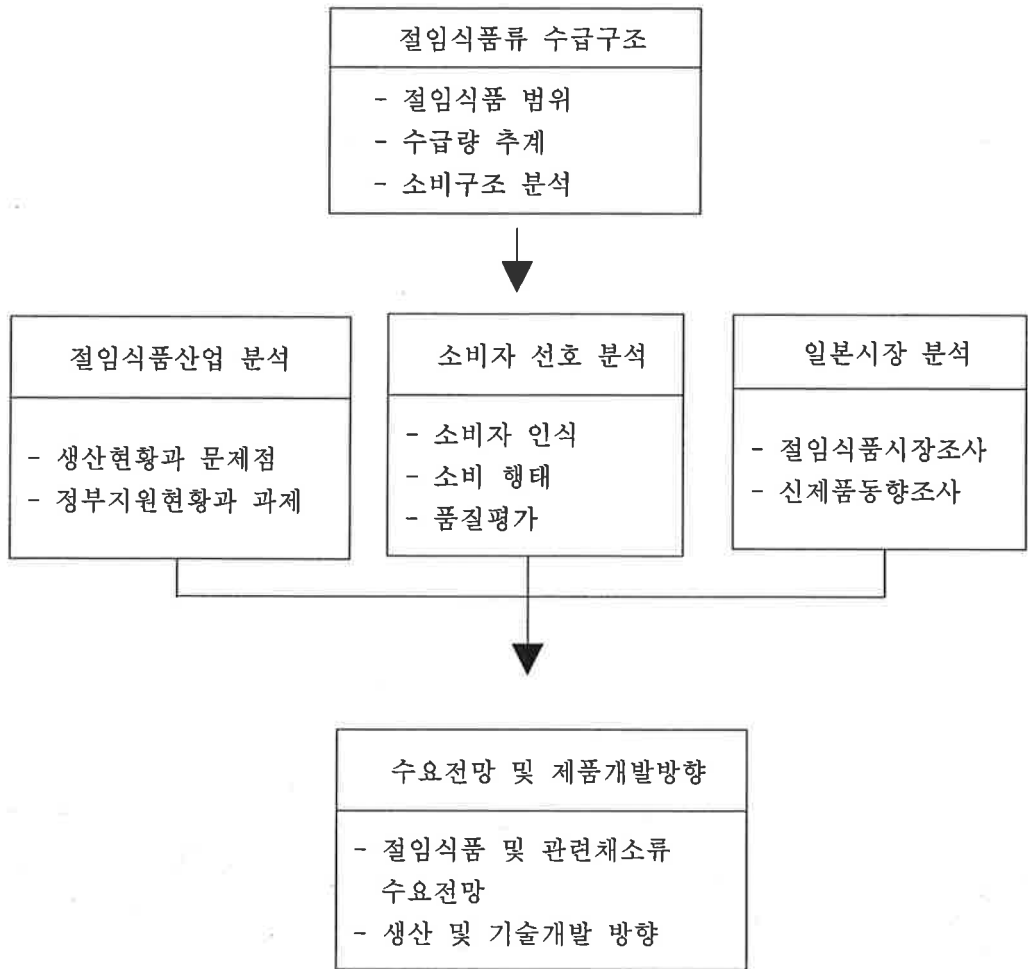 절임식품류 수급구조
- 절임식품 범위
- 수급량 추계
- 소비구조 분석
절임식품산업 분석
- 생산현황과 문제점
- 정부지원현황과 과제
소비자 선호 분석
- 소비자 인식
- 소비 행태
- 품질평가
일본시장 분석
- 절임식품시장조사
- 신제품동향조사
수요전망 및 제품개발방향
- 절임식품 및 관련채소류
수요전망
- 생산 및 기술개발 방향